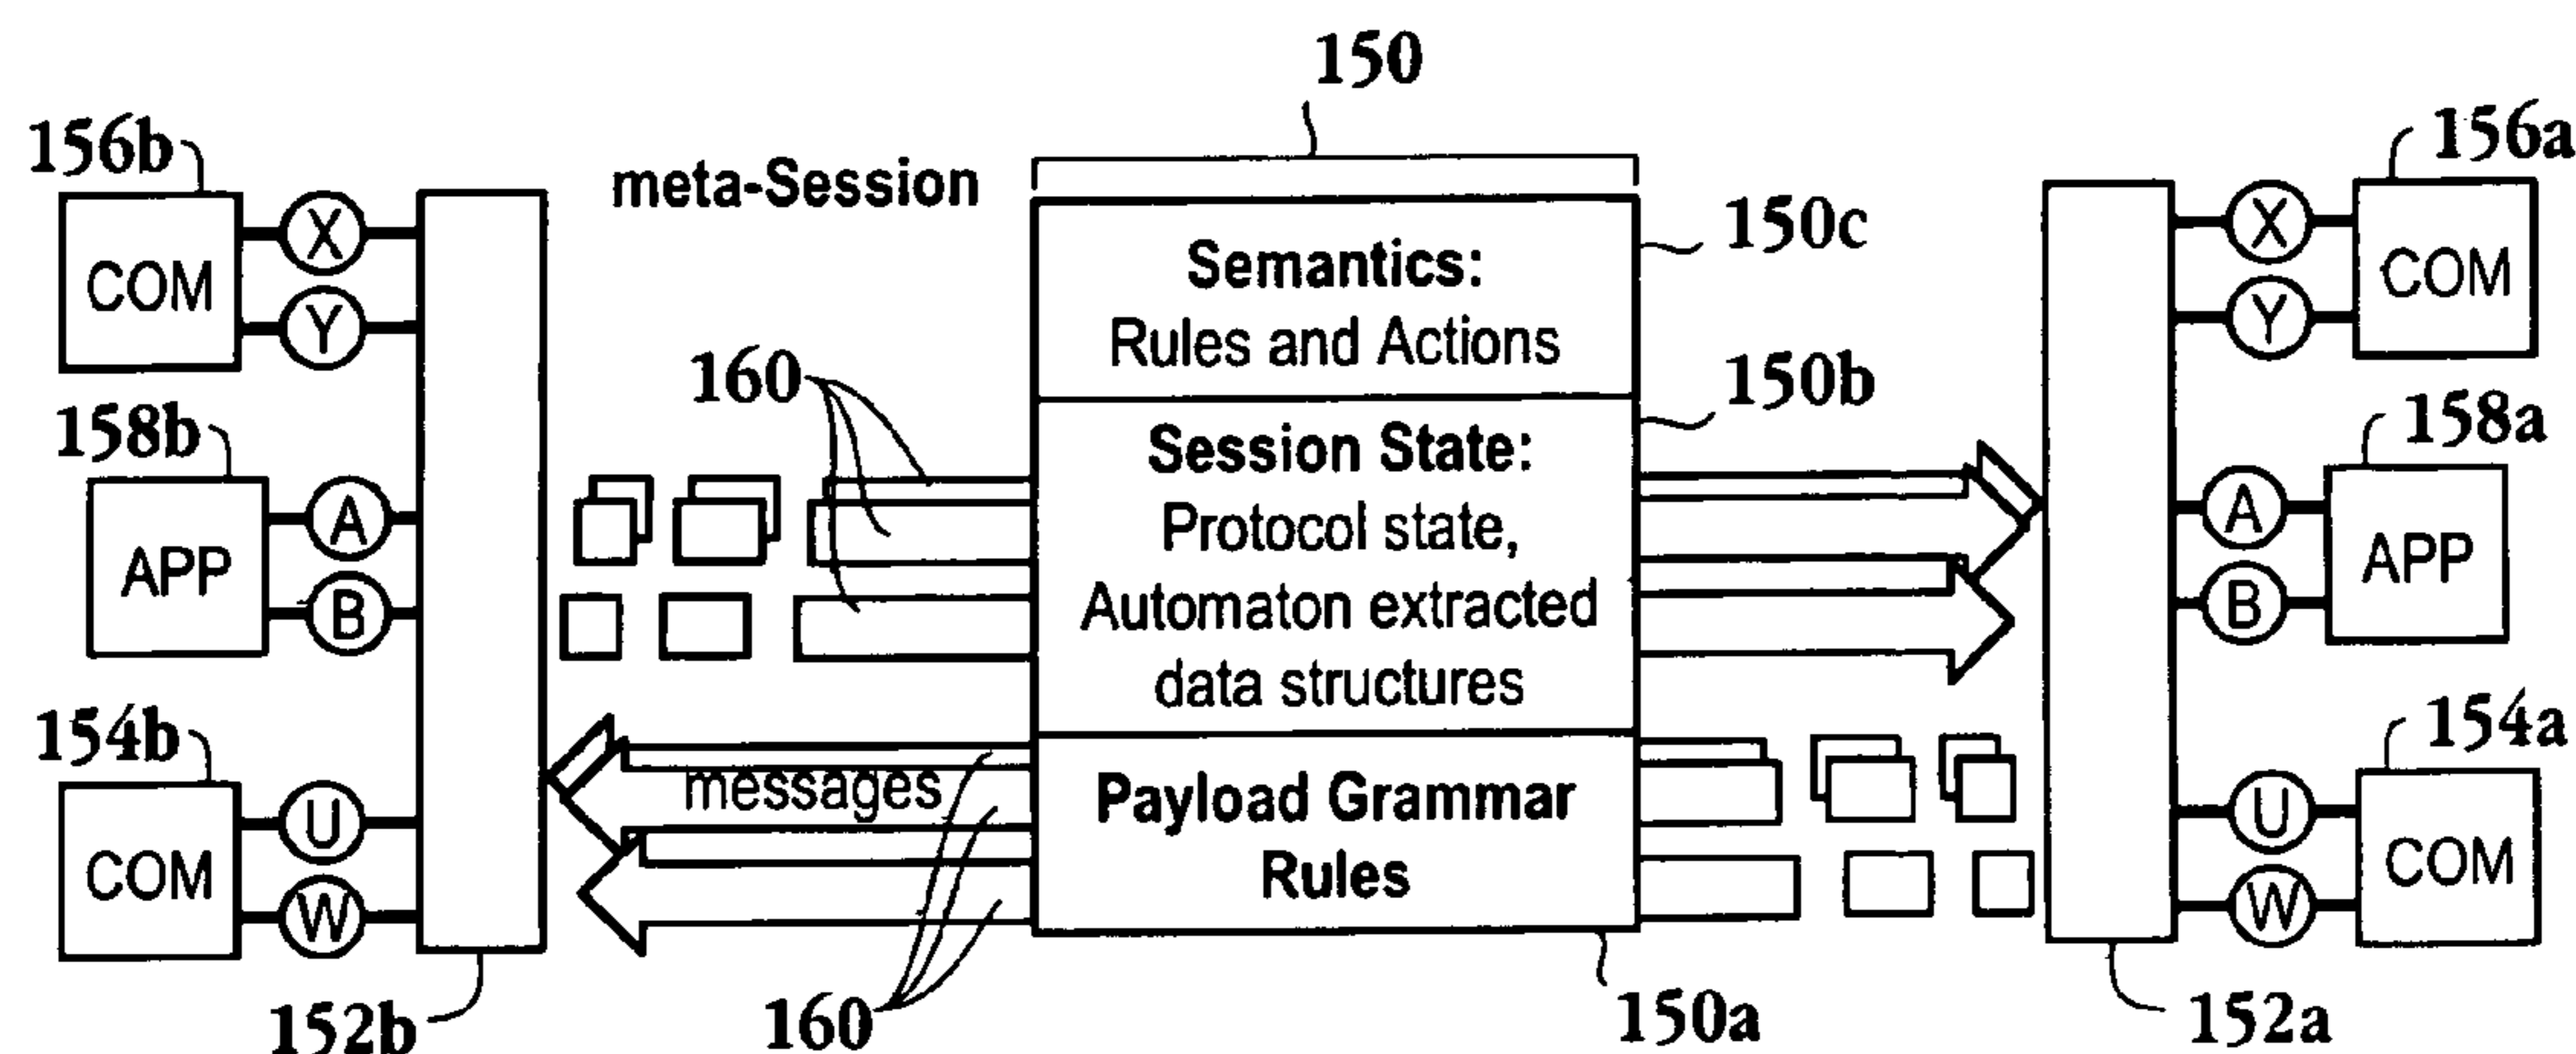 150
156b
156a
meta-Session
150c
X
X
Semantics:
COM
COM
Y
Y
Rules and Actions
160
150b
158b
158a
Session State:
A
A
Protocol state,
APP
APP
B
B
Automaton extracted
data structures
154b
154a
messages
Payload Grammar
U
U
COM
COM
Rules
W
W
152b
160
150a
152a